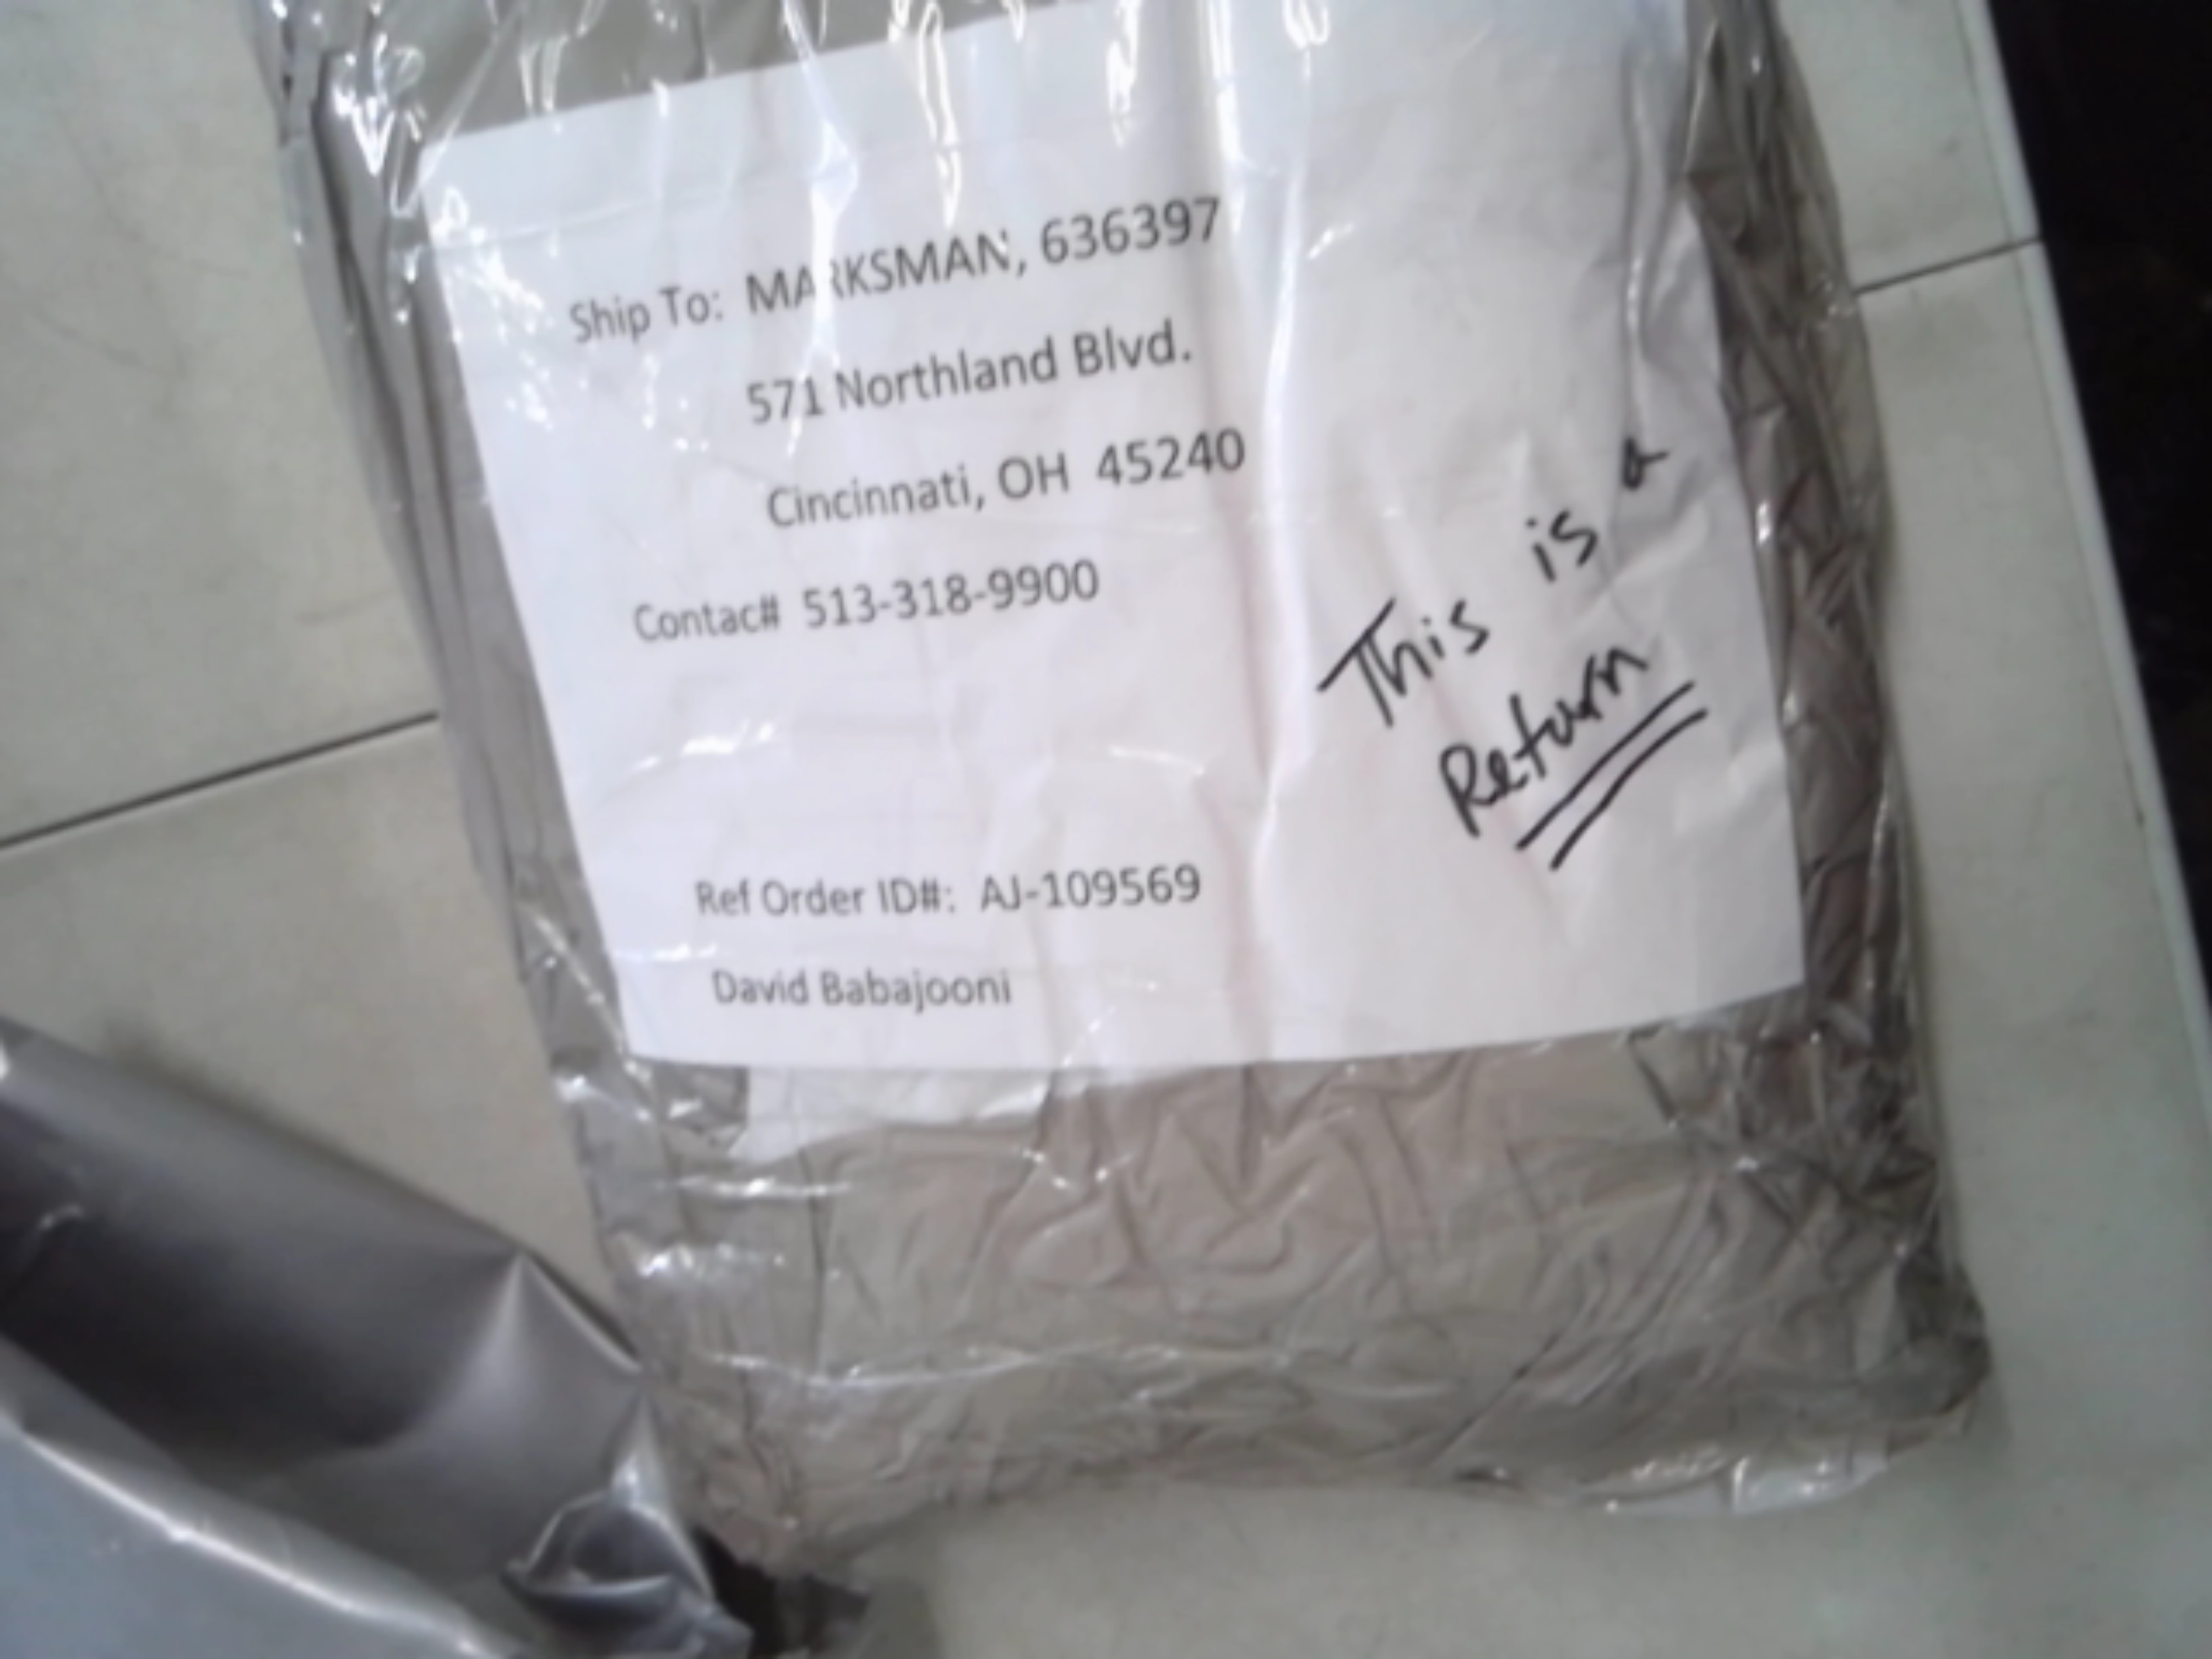 Ship To: MARKSMAN, 636397
571 Northland Blvd.
Cincinnati, OH 45240
Contac# 513-318-9900
This is a
Return
Ref Order ID#: AJ-109569
David Babajooni